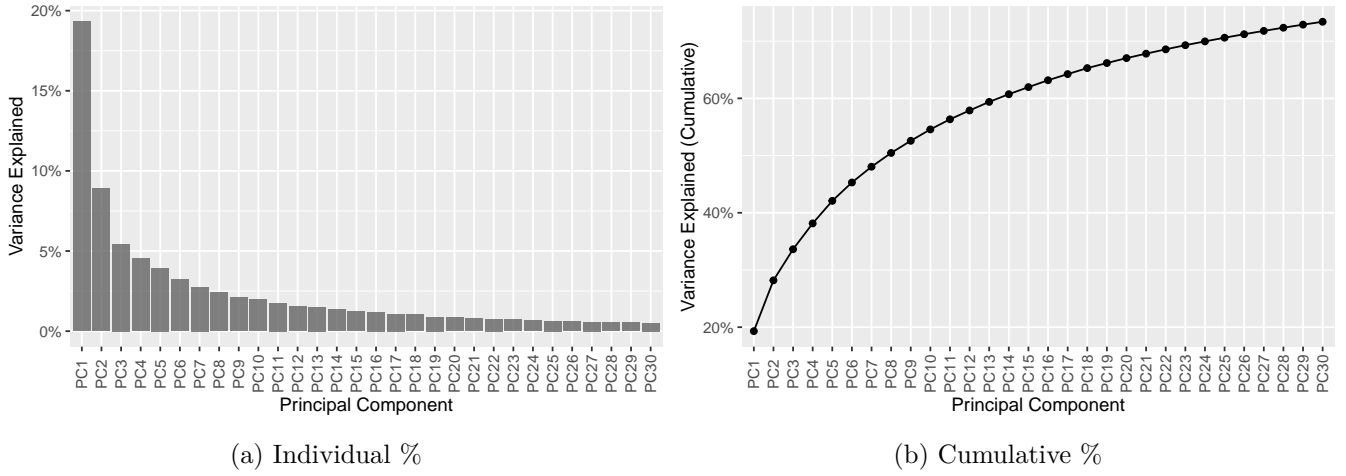 20%
15%
10%
5%
0%
Variance Explained
PC1 PC2 PC3 PC4 PC5 PC6 PC7 PC8 PC9 PC10 PC11 PC12 PC13 PC14 PC15 PC16 PC17 PC18 PC19 PC20 PC21 PC22 PC23 PC24 PC25 PC26 PC27 PC28 PC29 PC30
Principal Component
(a) Individual %
60%
40%
20%
Variance Explained (Cumulative)
PC1 PC2 PC3 PC4 PC5 PC6 PC7 PC8 PC9 PC10 PC11 PC12 PC13 PC14 PC15 PC16 PC17 PC18 PC19 PC20 PC21 PC22 PC23 PC24 PC25 PC26 PC27 PC28 PC29 PC30
Principal Component
(b) Cumulative %